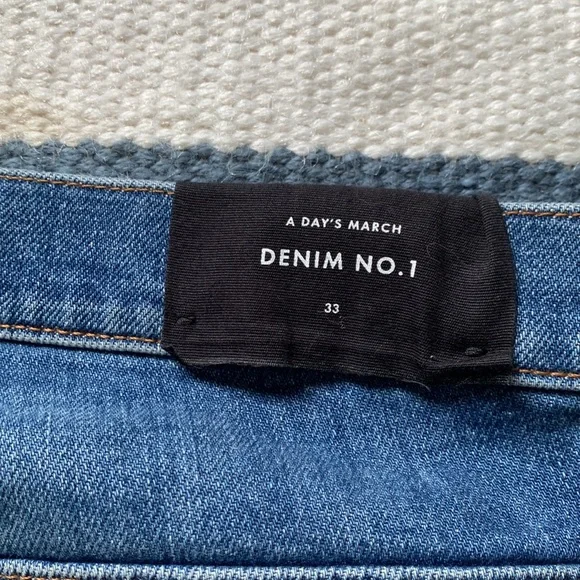 A DAY'S MARCH
DENIM NO.1
33